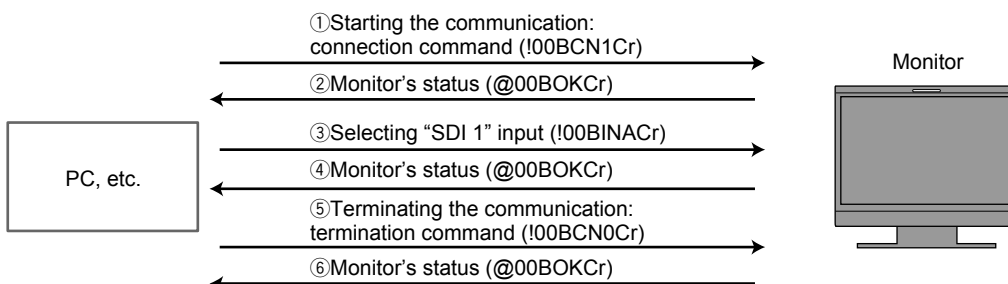 ①Starting the communication:
connection command (!00BCN1Cr)
Monitor
②Monitor's status (@00BOKCr)
③Selecting “SDI 1” input (!00BINACr)
PC, etc.
④Monitor's status (@00BOKCr)
⑤Terminating the communication:
termination command (!00BCN0Cr)
⑥Monitor's status (@00BOKCr)